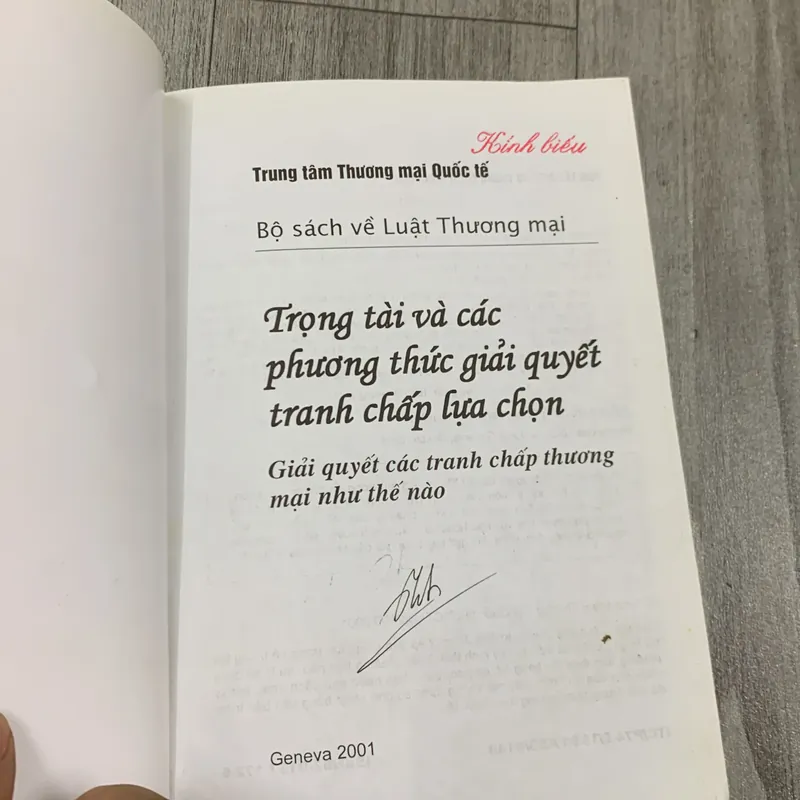 Kính biếu
Trung tâm Thương mại Quốc tế
Bộ sách về Luật Thương mại
Trọng tài và các
phương thức giải quyết
tranh chấp lựa chọn
Giải quyết các tranh chấp thương
mại như thế nào
Geneva 2001